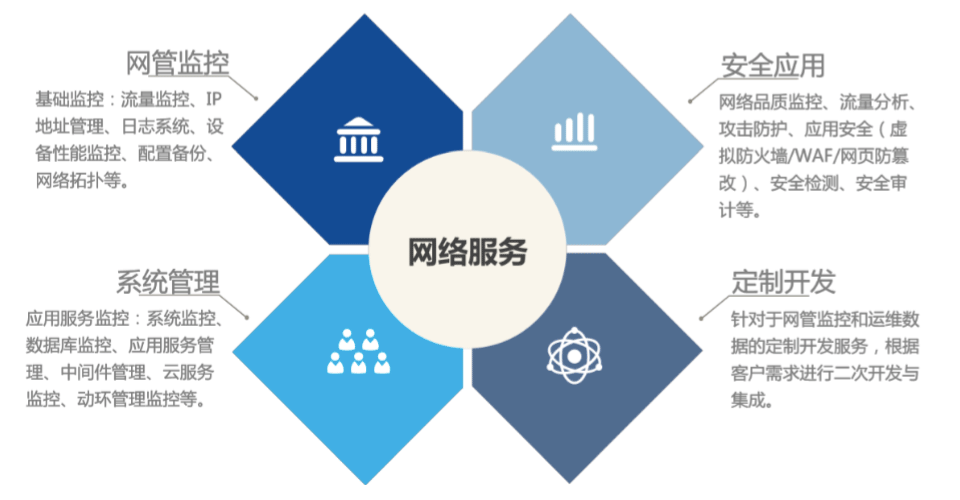 网管监控
基础监控：流量监控、IP
地址管理、日志系统、设
备性能监控、配置备份、
网络拓扑等。
安全应用
网络品质监控、流量分析、
攻击防护、应用安全（虚
拟防火墙/WAF/网页防篡
改）、安全检测、安全审
计等。
网络服务
系统管理
应用服务监控：系统监控、
数据库监控、应用服务管
理、中间件管理、云服务
监控、动环管理监控等。
定制开发
针对于网管监控和运维数
据的定制开发服务，根据
客户需求进行二次开发与
集成。